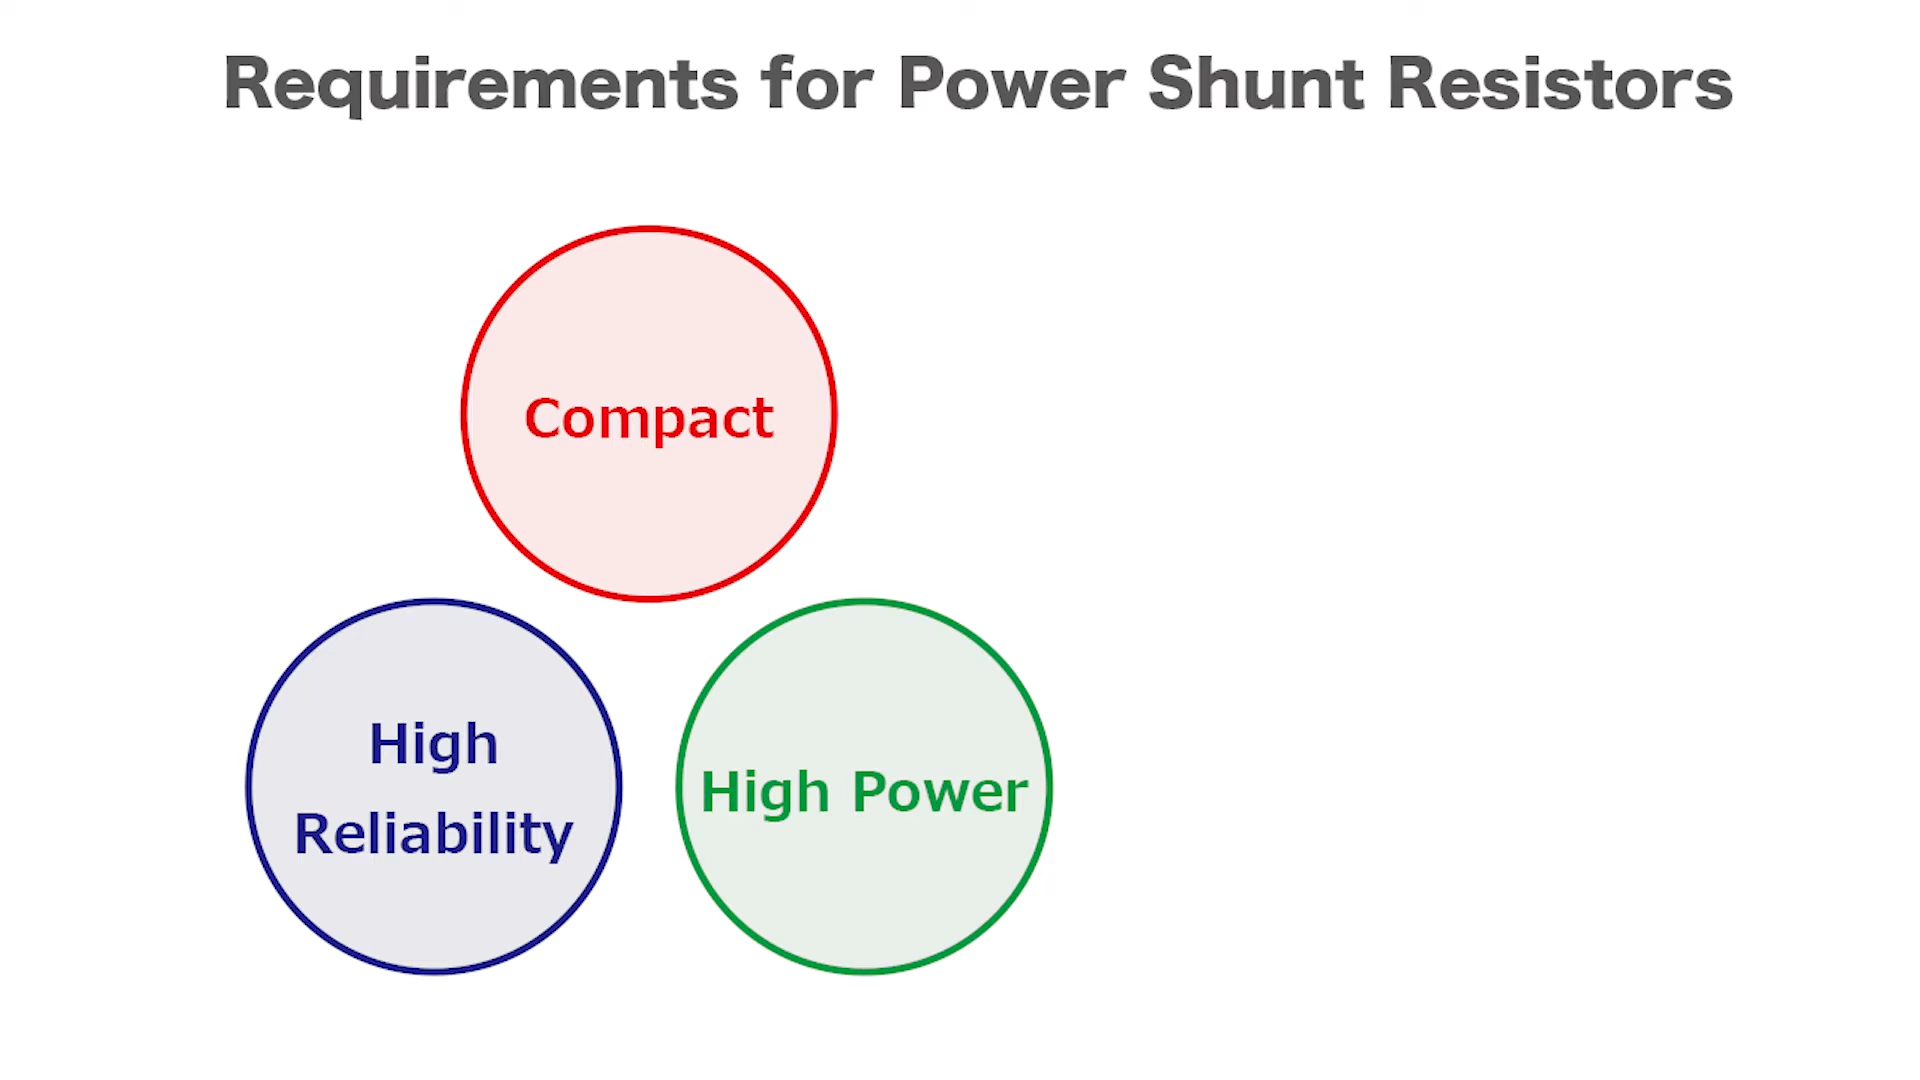 Requirements for Power Shunt Resistors
Compact
High
Reliability
High Power